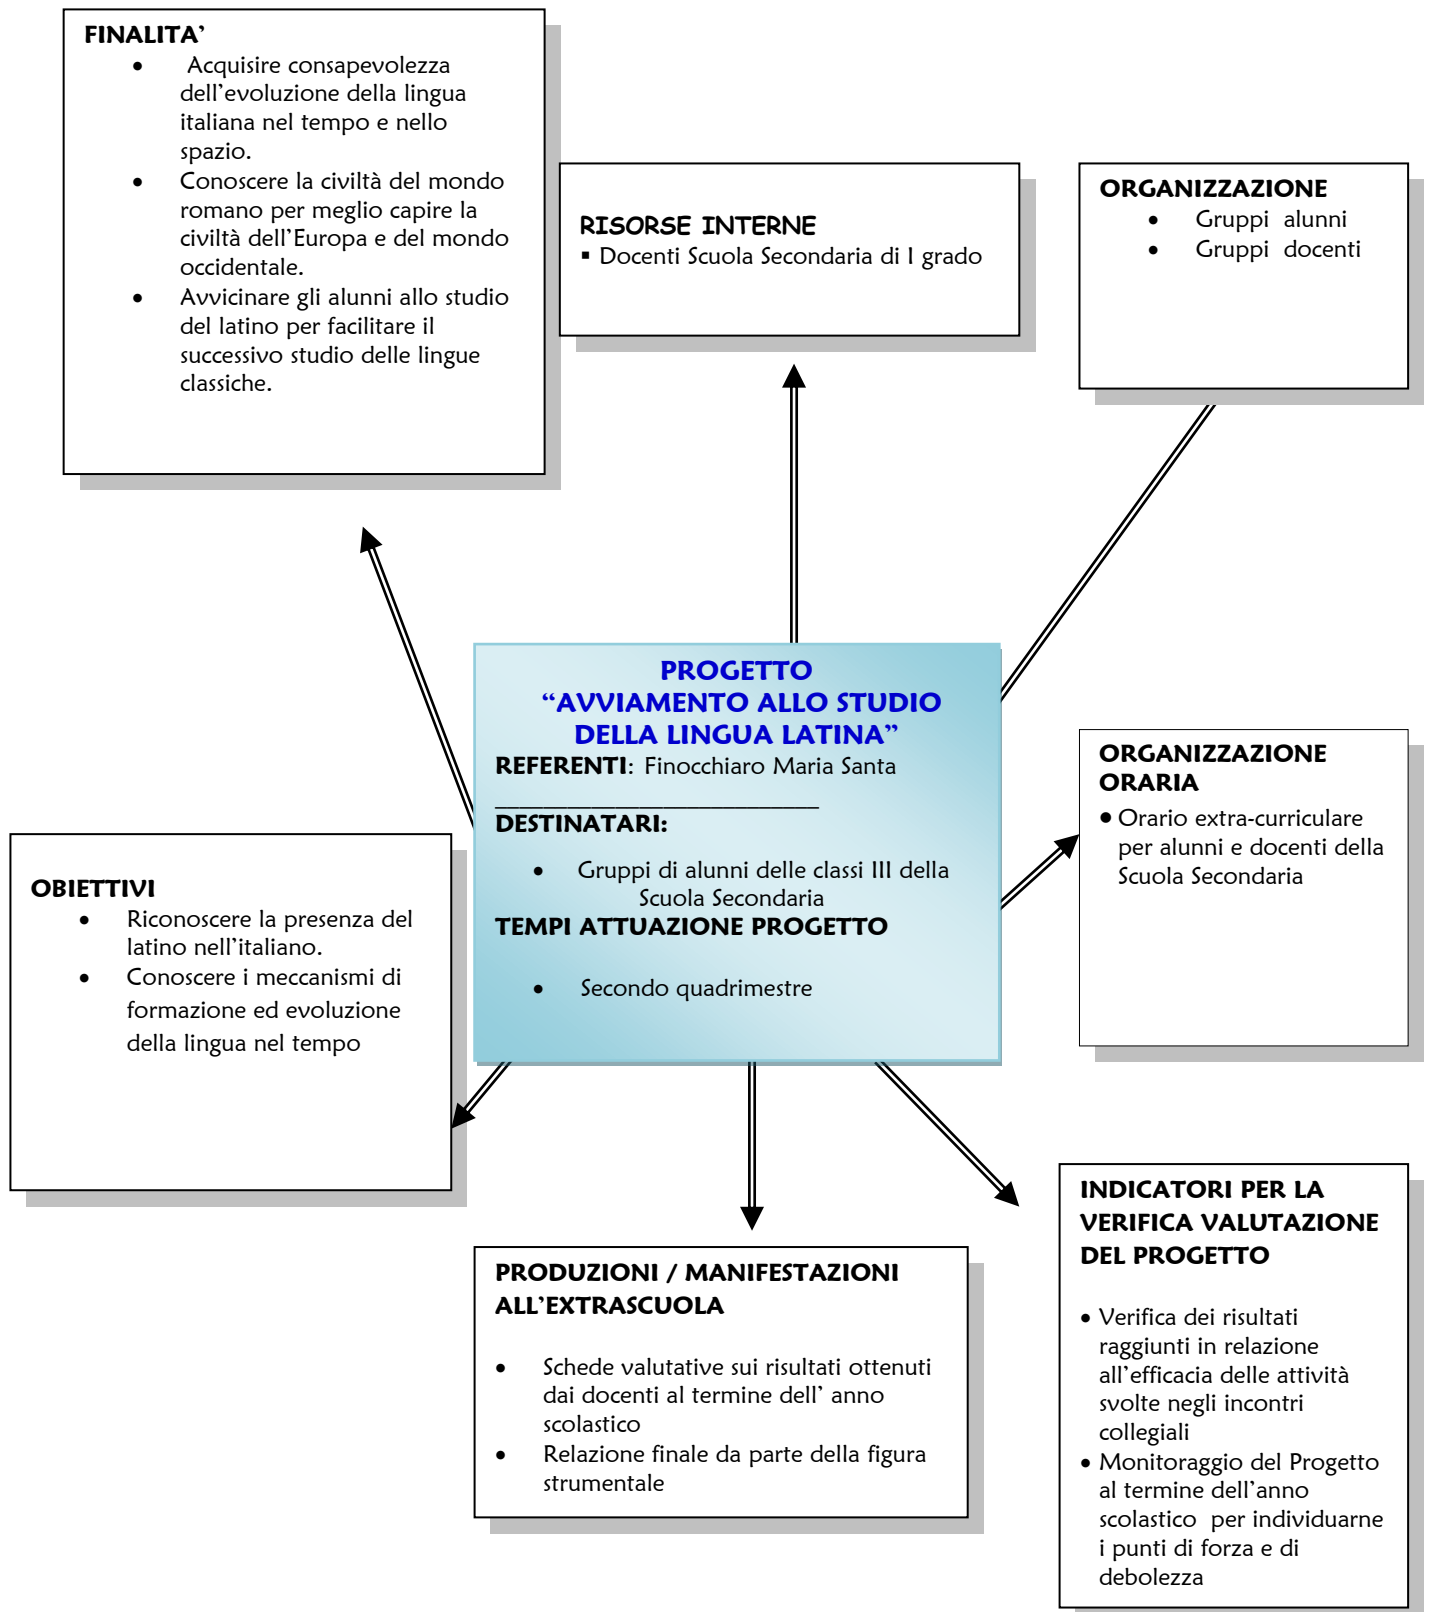 FINALITA’
• Acquisire consapevolezza
dell’evoluzione della lingua
italiana nel tempo e nello
spazio.
• Conoscere la civiltà del mondo
romano per meglio capire la
civiltà dell’Europa e del mondo
occidentale.
• Avvicinare gli alunni allo studio
del latino per facilitare il
successivo studio delle lingue
classiche.
RISORSE INTERNE
▪ Docenti Scuola Secondaria di I grado
ORGANIZZAZIONE
• Gruppi alunni
• Gruppi docenti
PROGETTO
“AVVIAMENTO ALLO STUDIO
DELLA LINGUA LATINA”
REFERENTI: Finocchiaro Maria Santa
___________________________
DESTINATARI:
• Gruppi di alunni delle classi III della
Scuola Secondaria
TEMPI ATTUAZIONE PROGETTO
• Secondo quadrimestre
ORGANIZZAZIONE
ORARIA
• Orario extra-curriculare
per alunni e docenti della
Scuola Secondaria
OBIETTIVI
• Riconoscere la presenza del
latino nell’italiano.
• Conoscere i meccanismi di
formazione ed evoluzione
della lingua nel tempo
PRODUZIONI / MANIFESTAZIONI
ALL’EXTRASCUOLA
• Schede valutative sui risultati ottenuti
dai docenti al termine dell’ anno
scolastico
• Relazione finale da parte della figura
strumentale
INDICATORI PER LA
VERIFICA VALUTAZIONE
DEL PROGETTO
• Verifica dei risultati
raggiunti in relazione
all’efficacia delle attività
svolte negli incontri
collegiali
• Monitoraggio del Progetto
al termine dell’anno
scolastico per individuarne
i punti di forza e di
debolezza